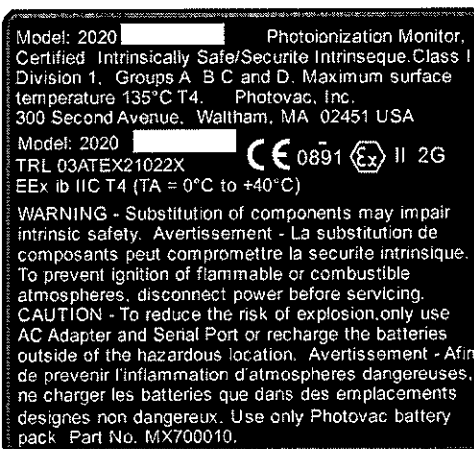 Model: 2020 Photoionization Monitor,
Certified Intrinsically Safe/Securite Intrinseque.Class I
Division 1, Groups A B C and D. Maximum surface
temperature 135°C T4. Photovac, Inc.
300 Second Avenue, Waltham, MA 02451 USA
Model: 2020
TRL 03ATEX21022X CE 0891 Ex II 2G
EEx ib IIC T4 (TA = 0°C to +40°C)
WARNING - Substitution of components may impair
intrinsic safety. Avertissement - La substitution de
composants peut compromettre la securite intrinsique.
To prevent ignition of flammable or combustible
atmospheres, disconnect power before servicing.
CAUTION - To reduce the risk of explosion,only use
AC Adapter and Serial Port or recharge the batteries
outside of the hazardous location. Avertissement - Afin
de prevenir l'inflammation d'atmospheres dangereuses,
ne charger les batteries que dans des emplacements
designes non dangereux. Use only Photovac battery
pack Part No. MX700010.